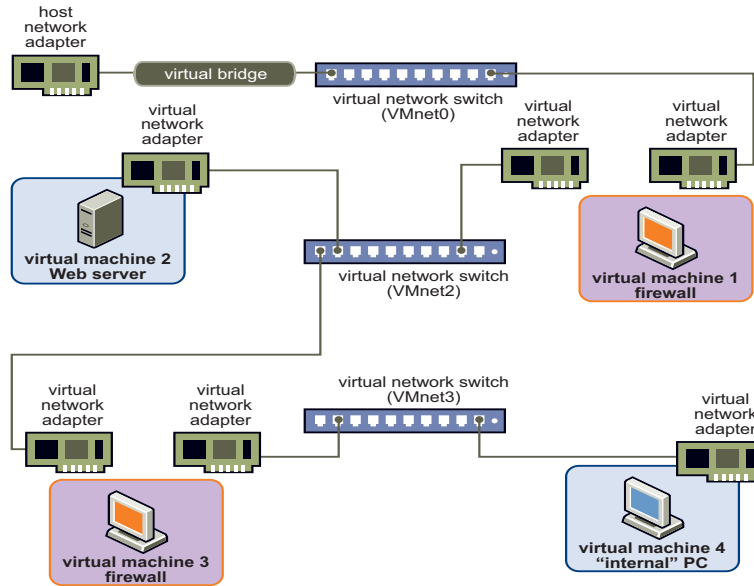 host
network
adapter
virtual bridge
virtual network switch
(VMnet0)
virtual
network
adapter
virtual
network
adapter
virtual
network
adapter
virtual machine 2
Web server
virtual network switch
(VMnet2)
virtual machine 1
firewall
virtual
network
adapter
virtual
network
adapter
virtual network switch
(VMnet3)
virtual
network
adapter
virtual machine 3
firewall
virtual machine 4
“internal” PC